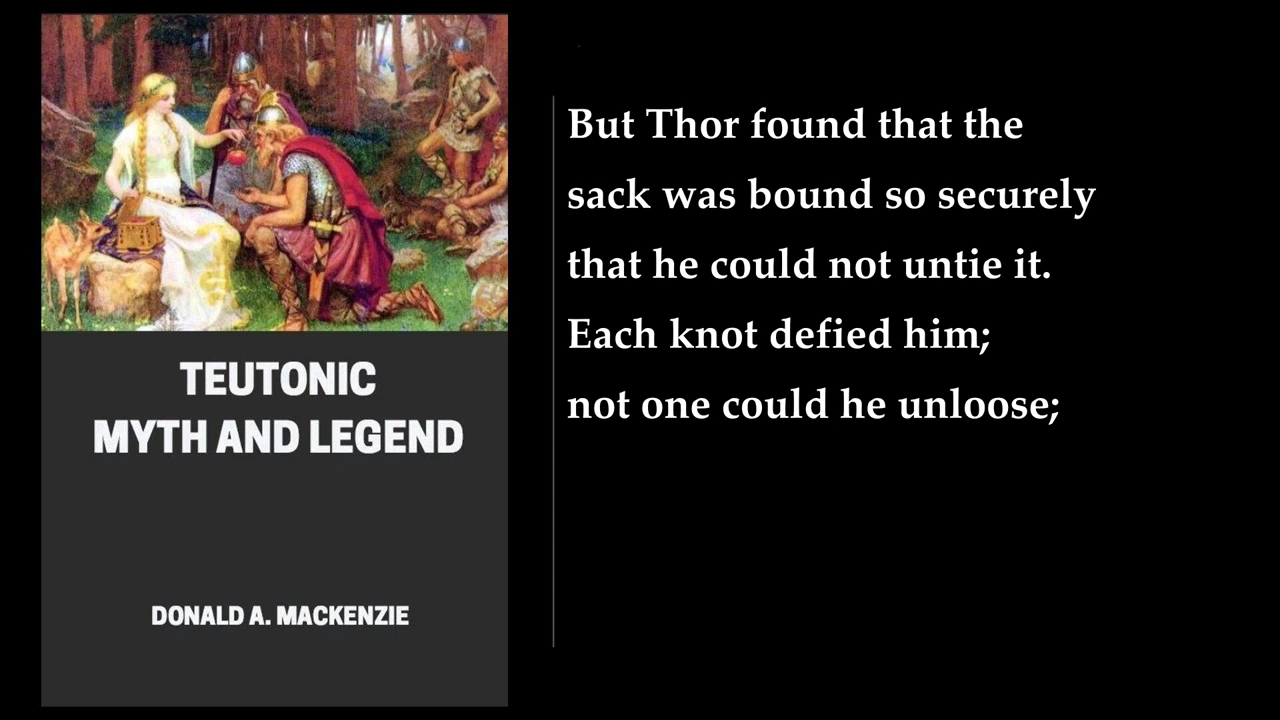 TEUTONIC
MYTH AND LEGEND
DONALD A. MACKENZIE
But Thor found that the
sack was bound so securely
that he could not untie it.
Each knot defied him;
not one could he unloose;